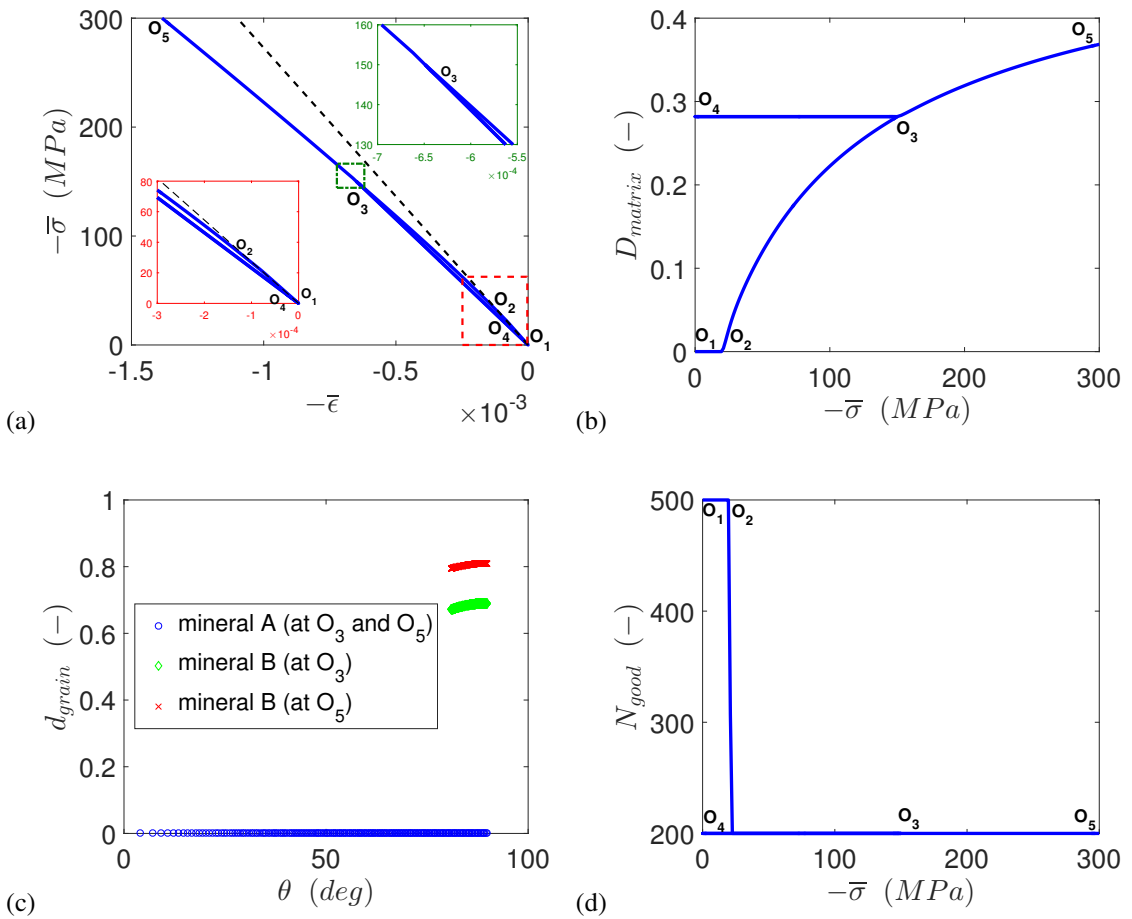 300
200
100
0
−σ̅ (MPa)
-1.5
-1
-0.5
0
−ϵ̅
×10⁻³
O₅
O₃
O₂
O₄
O₁
160
150
140
130
-7
-6.5
-6
-5.5
×10⁻⁴
O₃
80
60
40
20
0
-3
-2
-1
0
×10⁻⁴
O₂
O₄
O₁
(a)
0.4
0.3
0.2
0.1
0
D_matrix (−)
0
100
200
300
−σ̅ (MPa)
O₅
O₄
O₃
O₁
O₂
(b)
1
0.8
0.6
0.4
0.2
0
d_grain (−)
mineral A (at O₃ and O₅)
mineral B (at O₃)
mineral B (at O₅)
0
50
100
θ (deg)
(c)
500
400
300
200
N_good (−)
O₁
O₂
O₄
O₃
O₅
0
100
200
300
−σ̅ (MPa)
(d)